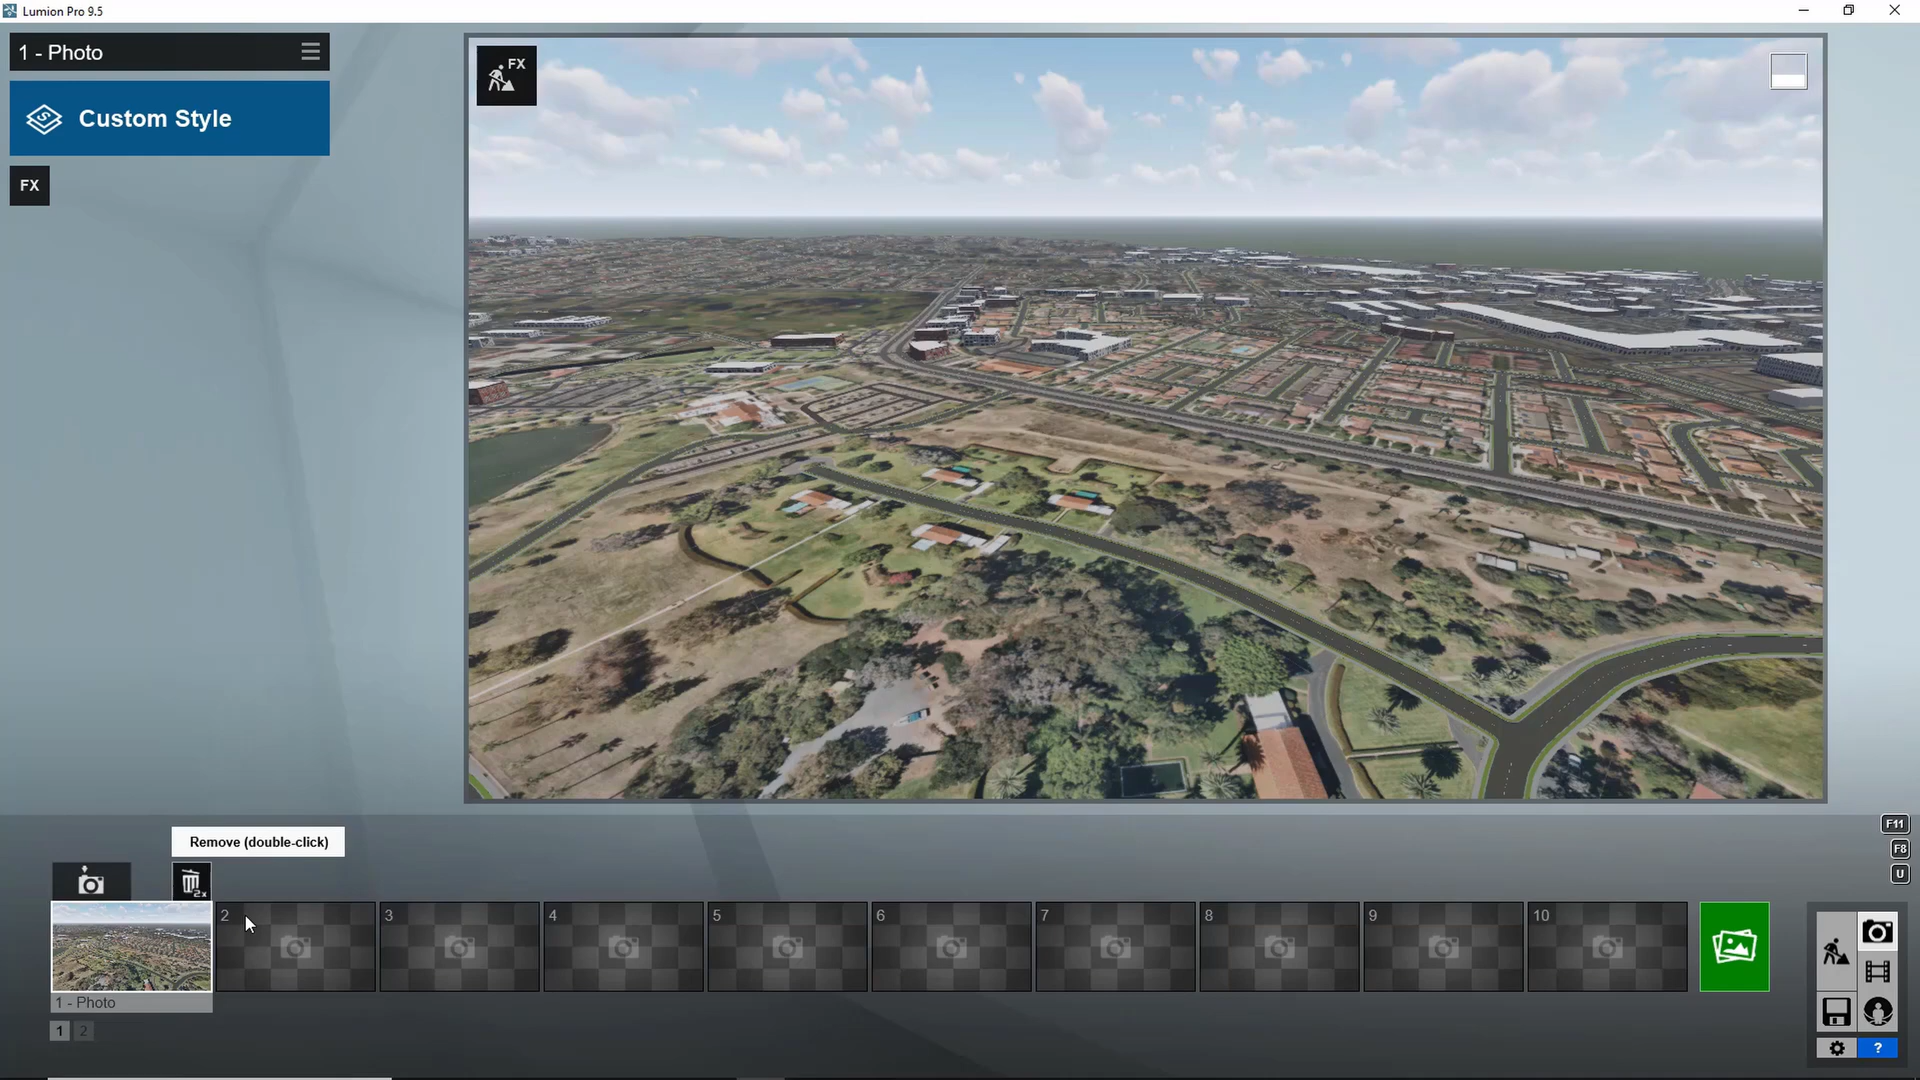 Lumion Pro 9.5
1 - Photo
Custom Style
FX
FX
Remove (double-click)
2x
2
3
4
5
6
7
8
9
10
1 - Photo
1
2
F11
F8
U
?